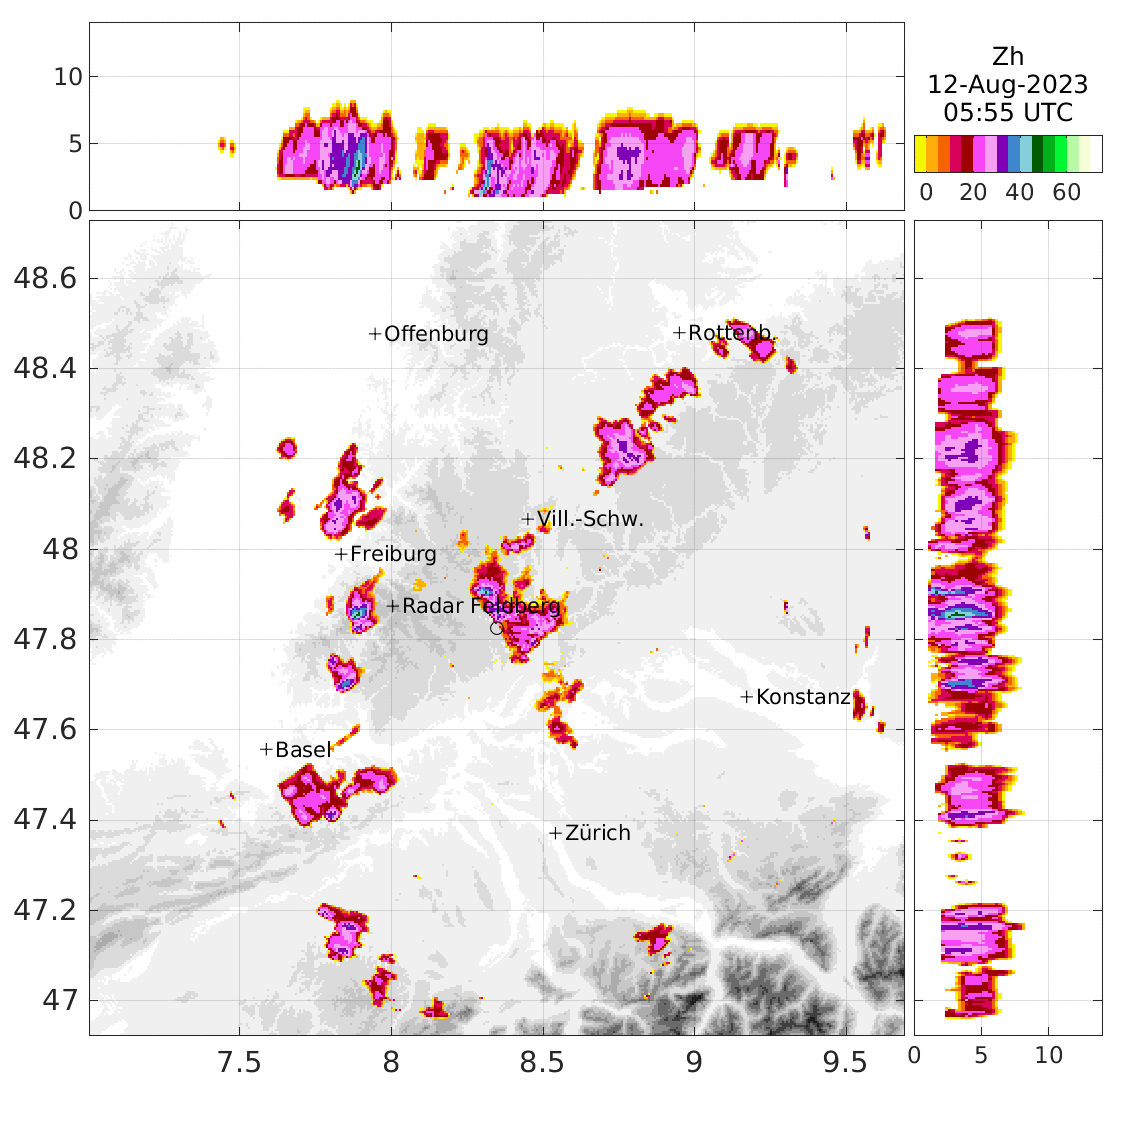 Zh
12-Aug-2023
05:55 UTC
0 20 40 60
10
5
0
48.6
48.4
48.2
48
47.8
47.6
47.4
47.2
47
+Offenburg
+Rottenb.
+Vill.-Schw.
+Freiburg
+Radar Feldberg
+Konstanz
+Basel
+Zürich
7.5 8 8.5 9 9.5
0 5 10